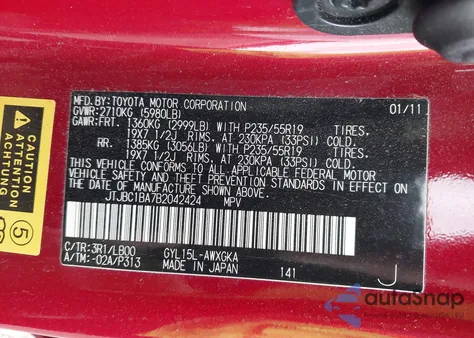 MFD. BY: TOYOTA MOTOR CORPORATION 01/11
GVWR: 2710KG (5980LB)
GAWR: FRT. 1360KG (2999LB) WITH P235/55R19 TIRES,
19X7 1/2J RIMS, AT 230KPA (33PSI) COLD.
RR. 1385KG (3056LB) WITH P235/55R19 TIRES,
19X7 1/2J RIMS, AT 230KPA (33PSI) COLD.
THIS VEHICLE CONFORMS TO ALL APPLICABLE FEDERAL MOTOR
VEHICLE SAFETY AND THEFT PREVENTION STANDARDS IN EFFECT ON
THE DATE OF MANUFACTURE SHOWN ABOVE.
JTJBC1BA7B2042424 MPV
C/TR: 3R1/LB00 GYL15L-AWXGKA
A/TM: -02A/P313 MADE IN JAPAN 141 J
5
autosnap